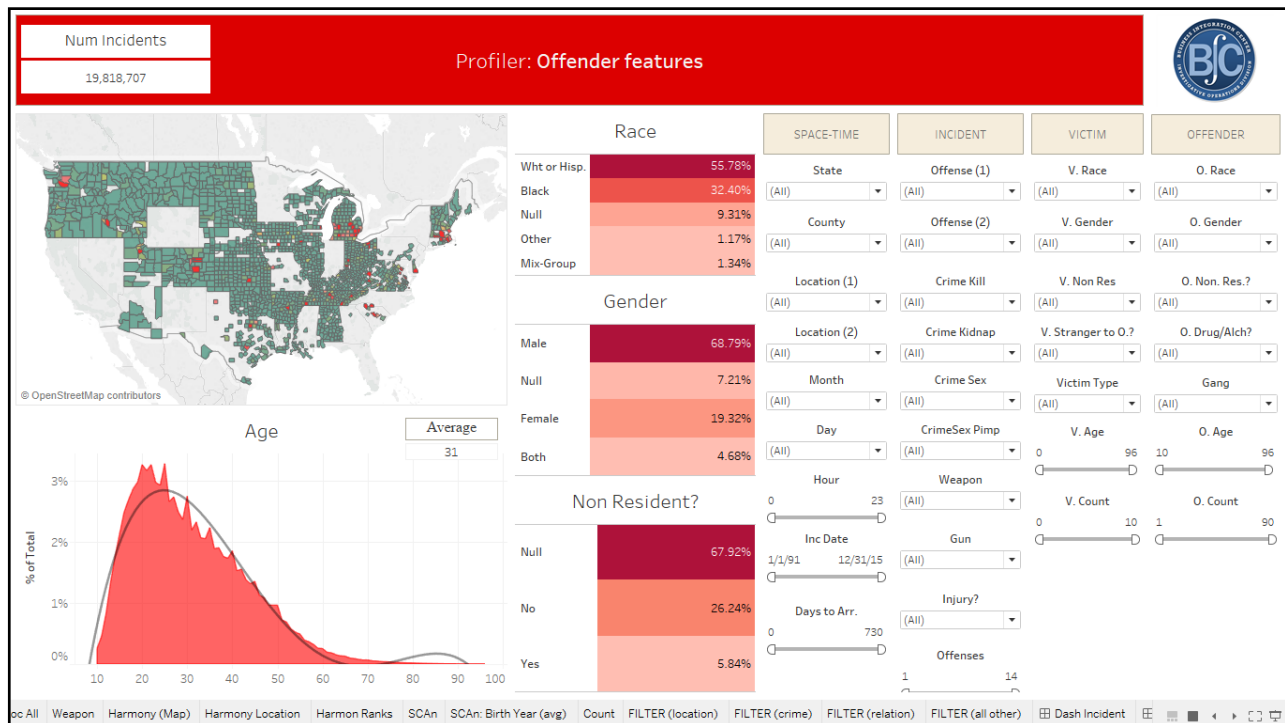 Num Incidents
19,818,707
Profiler: Offender features
BUSINESS INTEGRATION CENTER
BIC
INVESTIGATIVE OPERATIONS DIVISION
© OpenStreetMap contributors
Race
Wht or Hisp. 55.78%
Black 32.40%
Null 9.31%
Other 1.17%
Mix-Group 1.34%
Gender
Male 68.79%
Null 7.21%
Female 19.32%
Both 4.68%
Non Resident?
Null 67.92%
No 26.24%
Yes 5.84%
Age
Average
31
% of Total
3%
2%
1%
0%
10 20 30 40 50 60 70 80 90 100
SPACE-TIME
State
(All)
County
(All)
Location (1)
(All)
Location (2)
(All)
Month
(All)
Day
(All)
Hour
0 23
Inc Date
1/1/91 12/31/15
Days to Arr.
0 730
INCIDENT
Offense (1)
(All)
Offense (2)
(All)
Crime Kill
(All)
Crime Kidnap
(All)
Crime Sex
(All)
CrimeSex Pimp
(All)
Weapon
(All)
Gun
(All)
Injury?
(All)
Offenses
1 14
VICTIM
V. Race
(All)
V. Gender
(All)
V. Non Res
(All)
V. Stranger to O.?
(All)
Victim Type
(All)
V. Age
0 96
V. Count
0 10
OFFENDER
O. Race
(All)
O. Gender
(All)
O. Non. Res.?
(All)
O. Drug/Alch?
(All)
Gang
(All)
O. Age
10 96
O. Count
1 90
oc All Weapon Harmony (Map) Harmony Location Harmon Ranks SCAn SCAn: Birth Year (avg) Count FILTER (location) FILTER (crime) FILTER (relation) FILTER (all other) Dash Incident